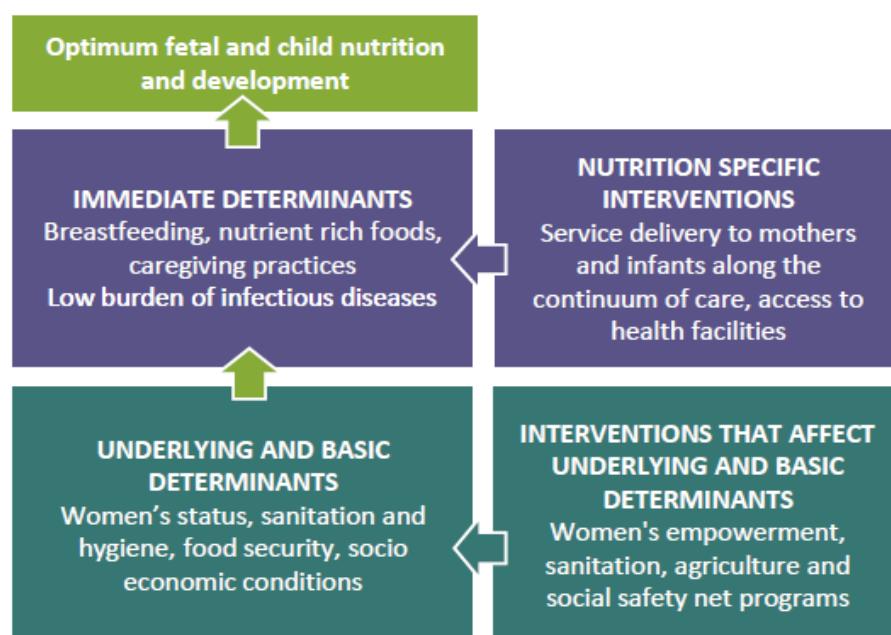 Optimum fetal and child nutrition
and development
IMMEDIATE DETERMINANTS
Breastfeeding, nutrient rich foods,
caregiving practices
Low burden of infectious diseases
NUTRITION SPECIFIC
INTERVENTIONS
Service delivery to mothers
and infants along the
continuum of care, access to
health facilities
UNDERLYING AND BASIC
DETERMINANTS
Women’s status, sanitation and
hygiene, food security, socio
economic conditions
INTERVENTIONS THAT AFFECT
UNDERLYING AND BASIC
DETERMINANTS
Women's empowerment,
sanitation, agriculture and
social safety net programs